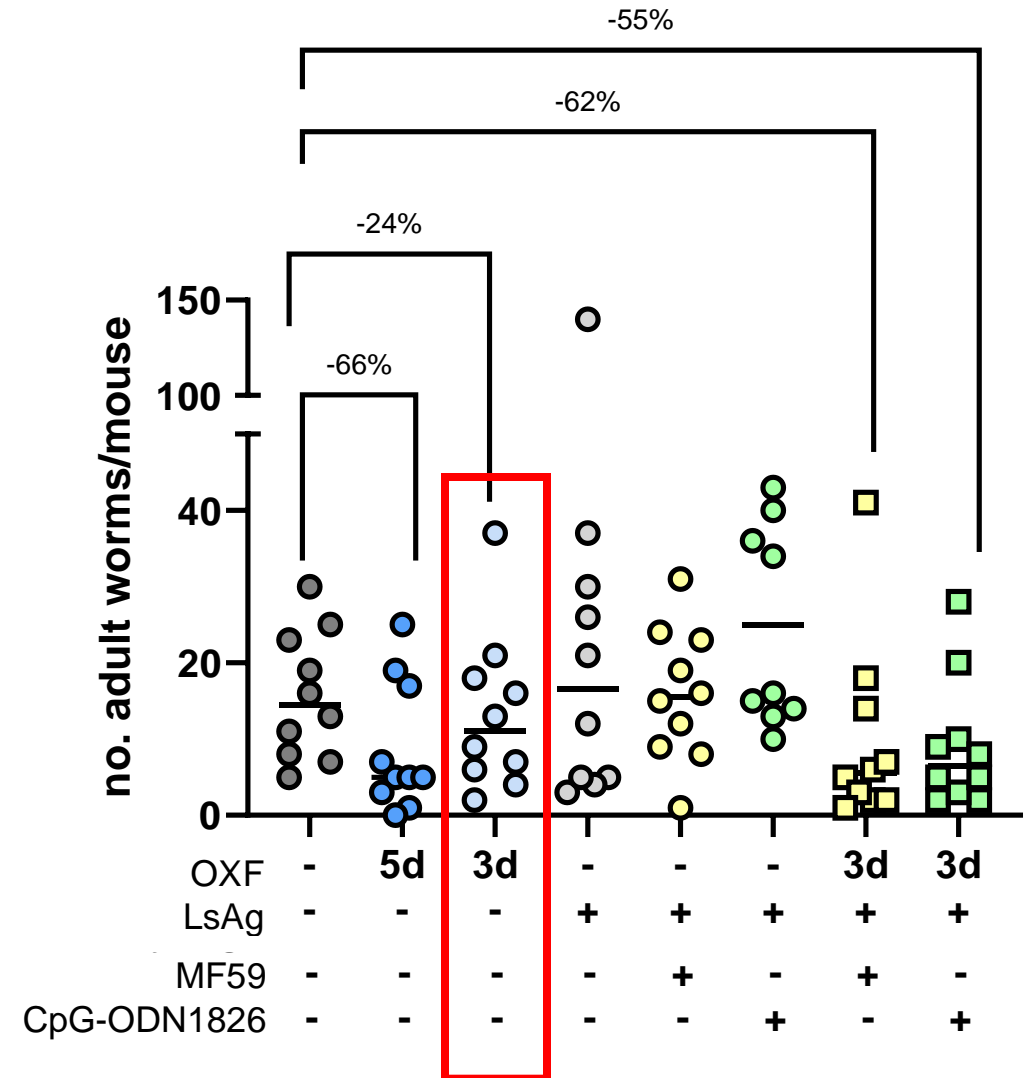 -55%
-62%
-24%
-66%
no. adult worms/mouse
150
100
40
20
0
OXF - 5d 3d - - - 3d 3d
LsAg - - - + + + + +
MF59 - - - - + - + -
CpG-ODN1826 - - - - - + - +